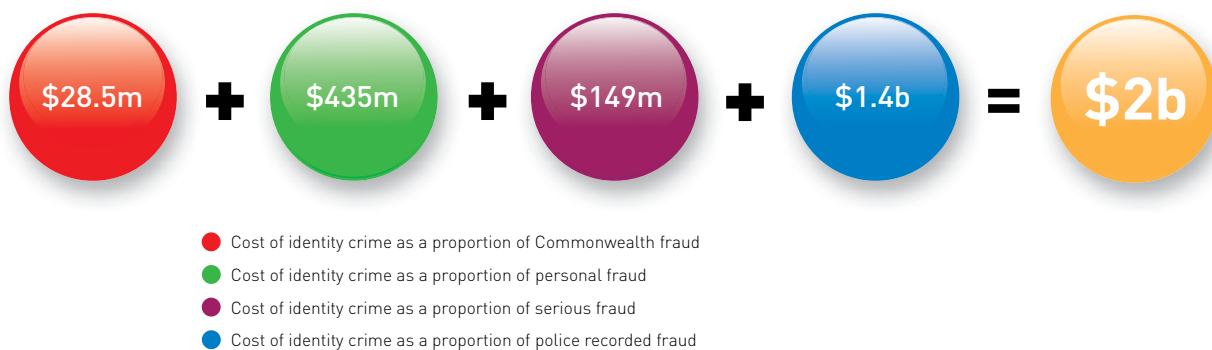 $28.5m + $435m + $149m + $1.4b = $2b
Cost of identity crime as a proportion of Commonwealth fraud
Cost of identity crime as a proportion of personal fraud
Cost of identity crime as a proportion of serious fraud
Cost of identity crime as a proportion of police recorded fraud